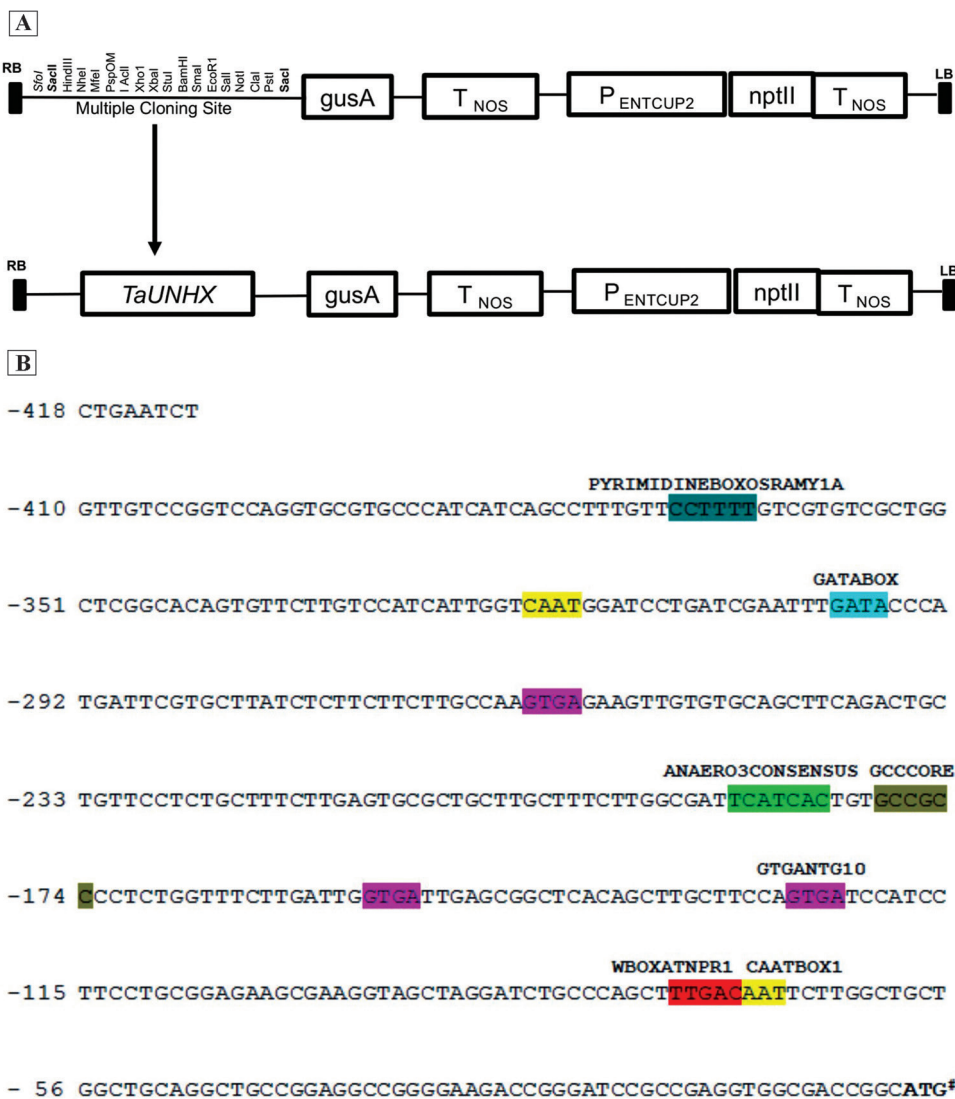 A
RB
SfoI
SacII
HindIII
NheI
MfeI
PspOM
I AclI
Xho1
XbaI
StuI
BamHI
SmaI
EcoR1
SalI
NotI
ClaI
PstI
SacI
Multiple Cloning Site
gusA
T NOS
P ENTCUP2
nptII
T NOS
LB
RB
TaUNHX
gusA
T NOS
P ENTCUP2
nptII
T NOS
LB
B
-418 CTGAATCT
PYRIMIDINEBOXOSRAMY1A
-410 GTTGTCCGGTCCAGGTGCGTGCCCATCATCAGCCTTTGTTCCTTTTGTCGTGTCGCTGG
GATABOX
-351 CTCGGCACAGTGTTCTTGTCCATCATTGGTCAATGGATCCTGATCGAATTTGATACCCA
-292 TGATTCGTGCTTATCTCTTCTTCTTGCCAAGTGAGAAGTTGTGTGCAGCTTCAGACTGC
ANAERO3CONSENSUS GCCCORE
-233 TGTTCCTCTGCTTTCTTGAGTGCGCTGCTTGCTTTCTTGGCGATTCATCACTGTGCCGC
-174 CCCTCTGGTTTCTTGATTGGTGATTGAGCGGCTCACAGCTTGCTTCCAGTGATCCATCC
GTGANTG10
WBOXATNPR1 CAATBOX1
-115 TTCCTGCGGAGAAGCGAAGGTAGCTAGGATCTGCCCAGCTTTGACAATTCTTGGCTGCT
- 56 GGCTGCAGGCTGCCGGAGGCCGGGGAAGACCGGGATCCGCCGAGGTGGCGACCGGCATG#